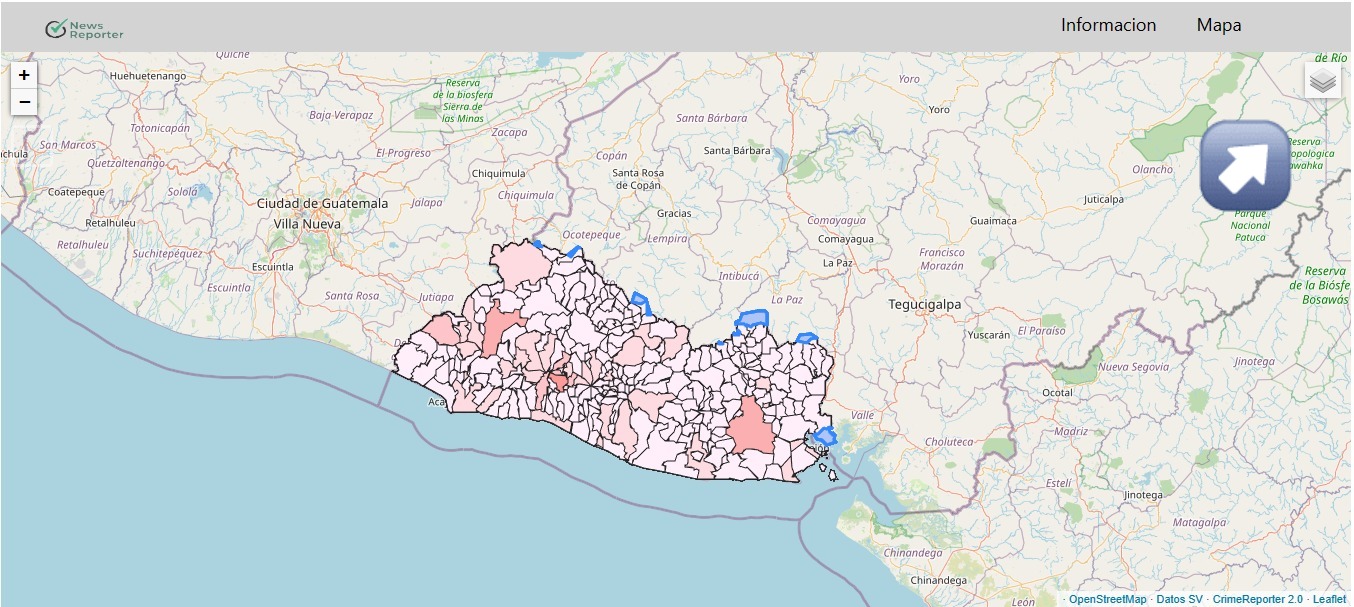 News
Reporter
Informacion
Mapa
+
−
Quiche
Huehuetenango
Reserva
de la biosfera
Sierra de
las Minas
Yoro
Yoro
de Río
Baja-Verapaz
Totonicapán
Zacapa
Santa Bárbara
San Marcos
El-Progreso
Copán
Santa Bárbara
chula
Quetzaltenango
Chiquimula
Santa Rosa
de Copán
Reserva
Olancho
Coatepeque
Sololá
Ciudad de Guatemala
Jalapa
Chiquimula
Juticalpa
Retalhuleu
Villa Nueva
Gracias
Comayagua
Guaimaca
Parque
Nacional
Patuca
Retalhuleu
Suchitepéquez
Ocotepeque
Lempira
Comayagua
Francisco
Morazán
Escuintla
La Paz
Intibucá
Reserva
de la Biósfe
Bosawás
Escuintla
Santa Rosa
Jutiapa
La Paz
Tegucigalpa
Yuscarán
El Paraíso
Nueva Segovia
Jinotega
Ocotal
Aca
Valle
Choluteca
Madriz
Estelí
Jinotega
Matagalpa
Chinandega
Chinandega
León
· OpenStreetMap · Datos SV · CrimeReporter 2.0 · Leaflet